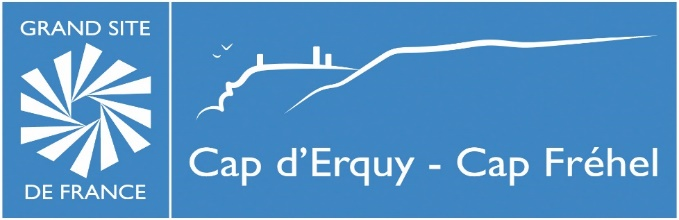 GRAND SITE
DE FRANCE
Cap d'Erquy - Cap Fréhel